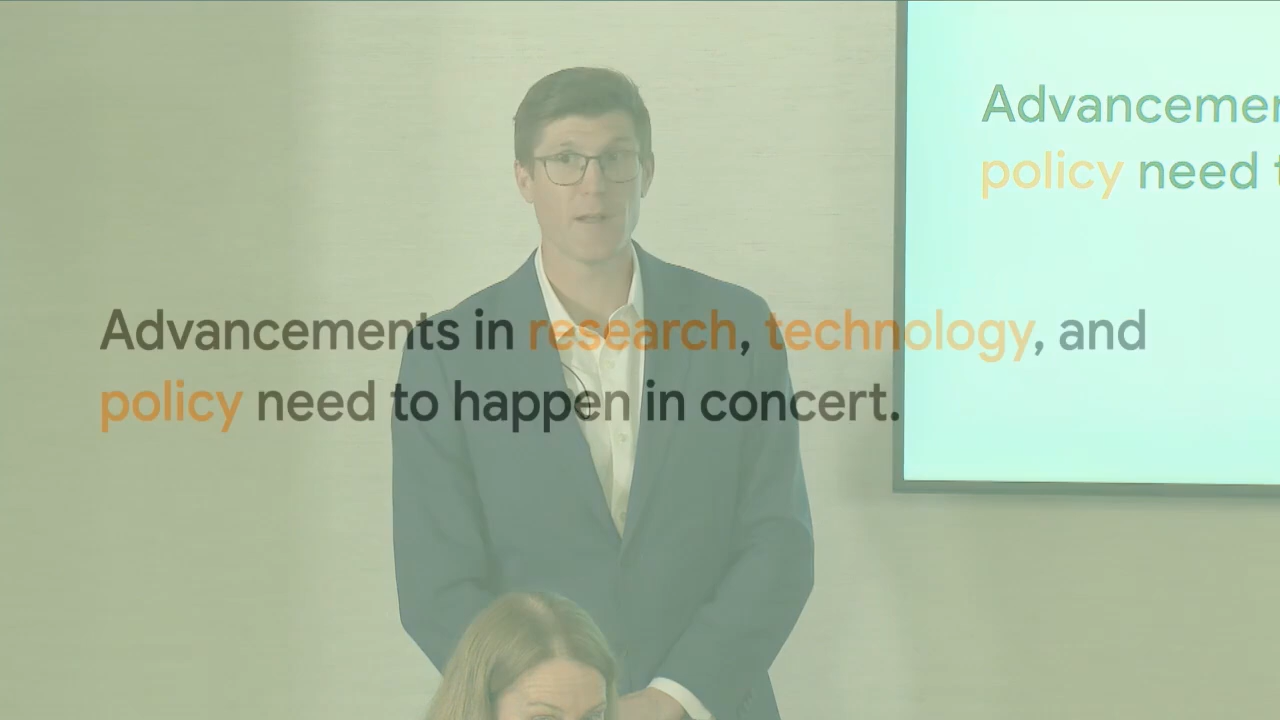 Advancemen
policy need t
Advancements in research, technology, and
policy need to happen in concert.